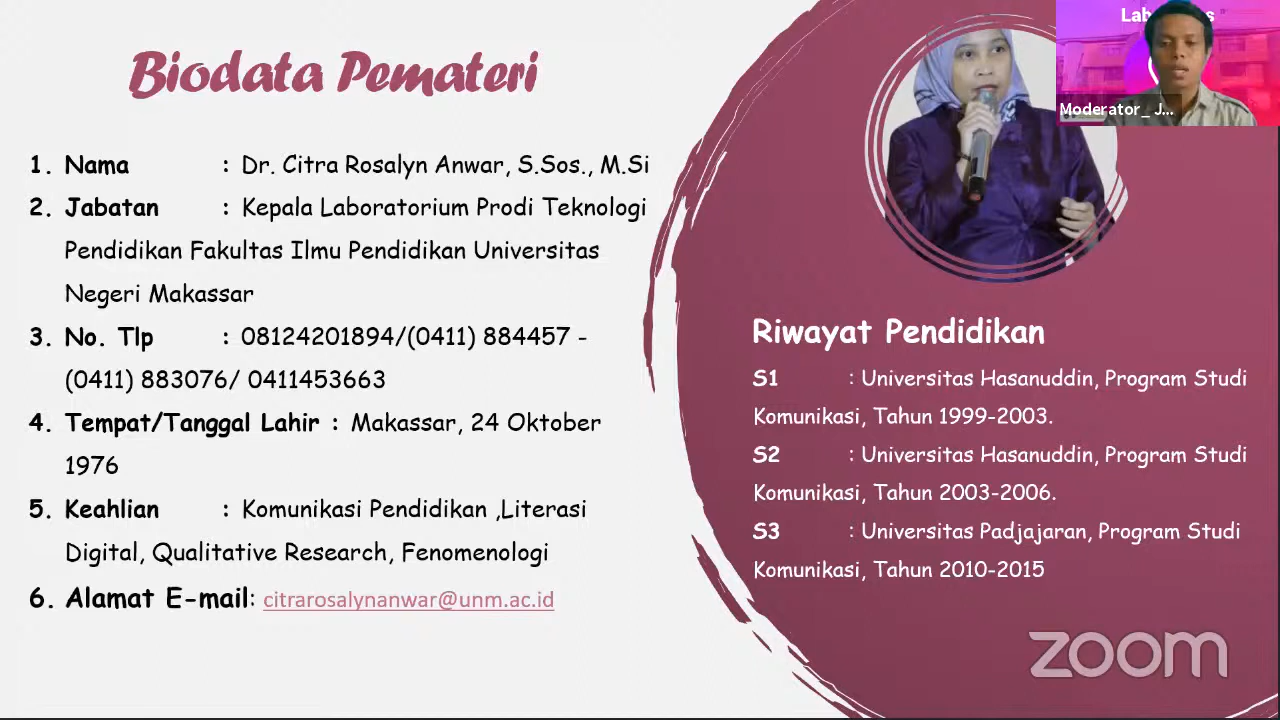 Biodata Pemateri
1. Nama : Dr. Citra Rosalyn Anwar, S.Sos., M.Si
2. Jabatan : Kepala Laboratorium Prodi Teknologi
Pendidikan Fakultas Ilmu Pendidikan Universitas
Negeri Makassar
3. No. Tlp : 08124201894/(0411) 884457 -
(0411) 883076/ 0411453663
4. Tempat/Tanggal Lahir : Makassar, 24 Oktober
1976
5. Keahlian : Komunikasi Pendidikan ,Literasi
Digital, Qualitative Research, Fenomenologi
6. Alamat E-mail: citrarosalynanwar@unm.ac.id
Moderator_ J...
Riwayat Pendidikan
S1 : Universitas Hasanuddin, Program Studi
Komunikasi, Tahun 1999-2003.
S2 : Universitas Hasanuddin, Program Studi
Komunikasi, Tahun 2003-2006.
S3 : Universitas Padjajaran, Program Studi
Komunikasi, Tahun 2010-2015
zoom